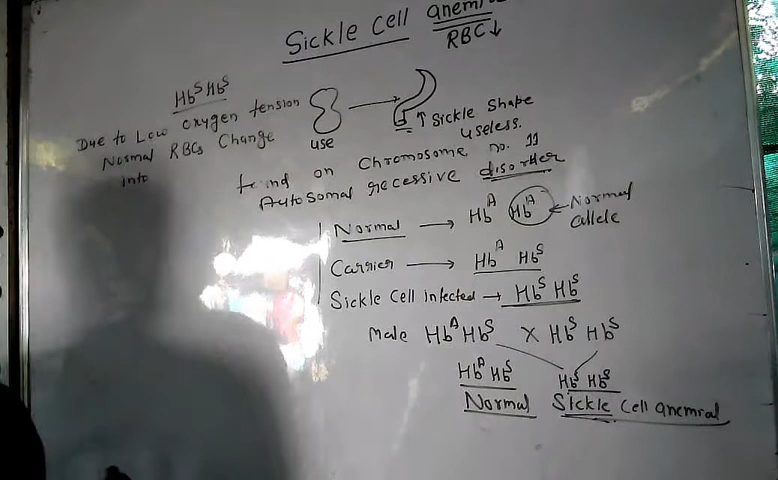 Sickle Cell anemi
RBC↓
HbS HbS
Due to Low oxygen tension
Normal RBCs Change
into
use
↑ Sickle Shape
useless.
found on Chromosome no. 11
Autosomal recessive disorder
Normal → HbA HbA ← Normal
allele
Carrier → HbA HbS
Sickle Cell infected → HbS HbS
Male HbA HbS X HbS HbS
HbA HbS HbS HbS
Normal Sickle Cell anemial